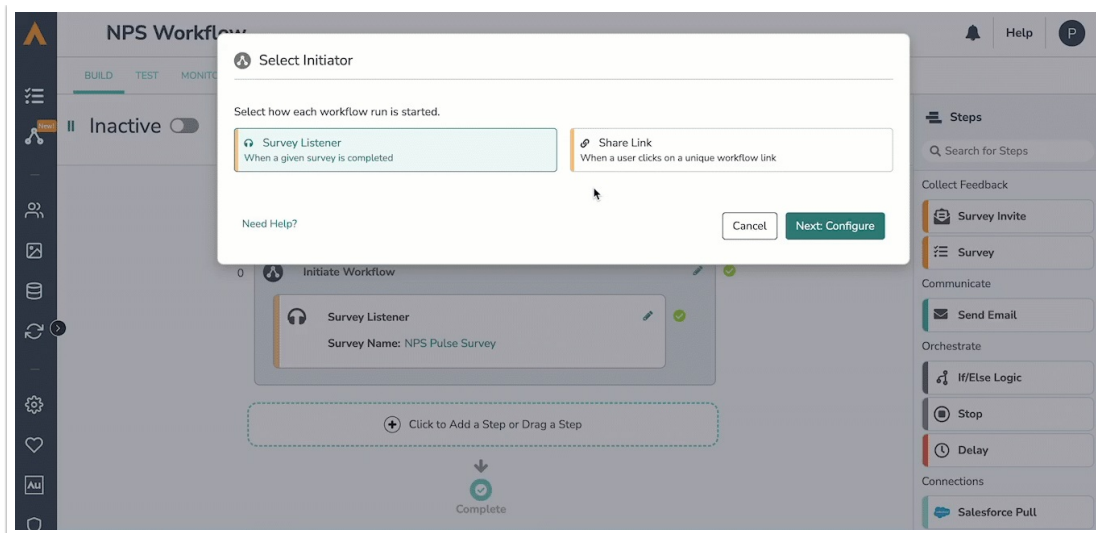 NPS Workflow
Help
P
BUILD TEST MONITO
New!
Inactive
Select Initiator
Select how each workflow run is started.
Survey Listener
When a given survey is completed
Share Link
When a user clicks on a unique workflow link
Need Help?
Cancel
Next: Configure
0 Initiate Workflow
Survey Listener
Survey Name: NPS Pulse Survey
Click to Add a Step or Drag a Step
Complete
Steps
Search for Steps
Collect Feedback
Survey Invite
Survey
Communicate
Send Email
Orchestrate
If/Else Logic
Stop
Delay
Connections
salesforce
Salesforce Pull
Au